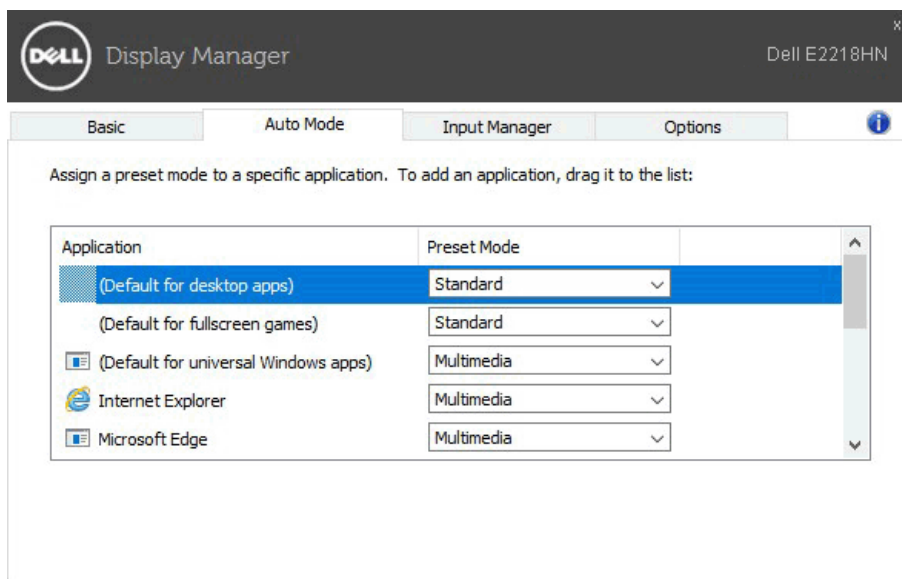 DELL Display Manager
x
Dell E2218HN
Basic Auto Mode Input Manager Options
Assign a preset mode to a specific application. To add an application, drag it to the list:
Application Preset Mode
(Default for desktop apps) Standard
(Default for fullscreen games) Standard
(Default for universal Windows apps) Multimedia
Internet Explorer Multimedia
Microsoft Edge Multimedia